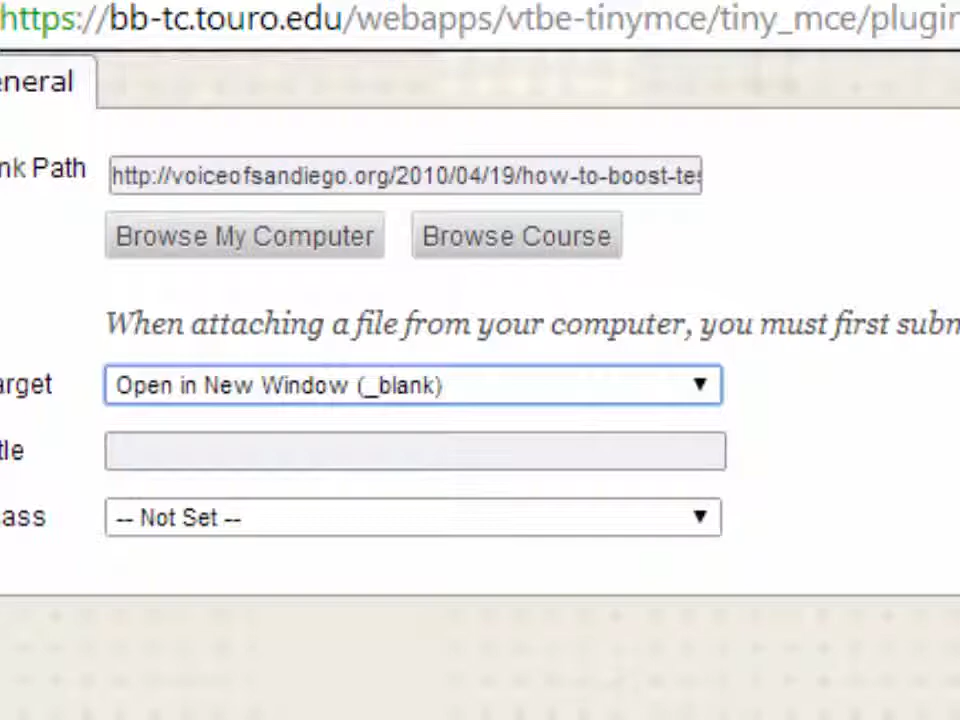 https://bb-tc.touro.edu/webapps/vtbe-tinymce/tiny_mce/plugin
eneral
nk Path
http://voiceofsandiego.org/2010/04/19/how-to-boost-tes
Browse My Computer
Browse Course
When attaching a file from your computer, you must first subm
arget
Open in New Window (_blank)
tle
ass
-- Not Set --